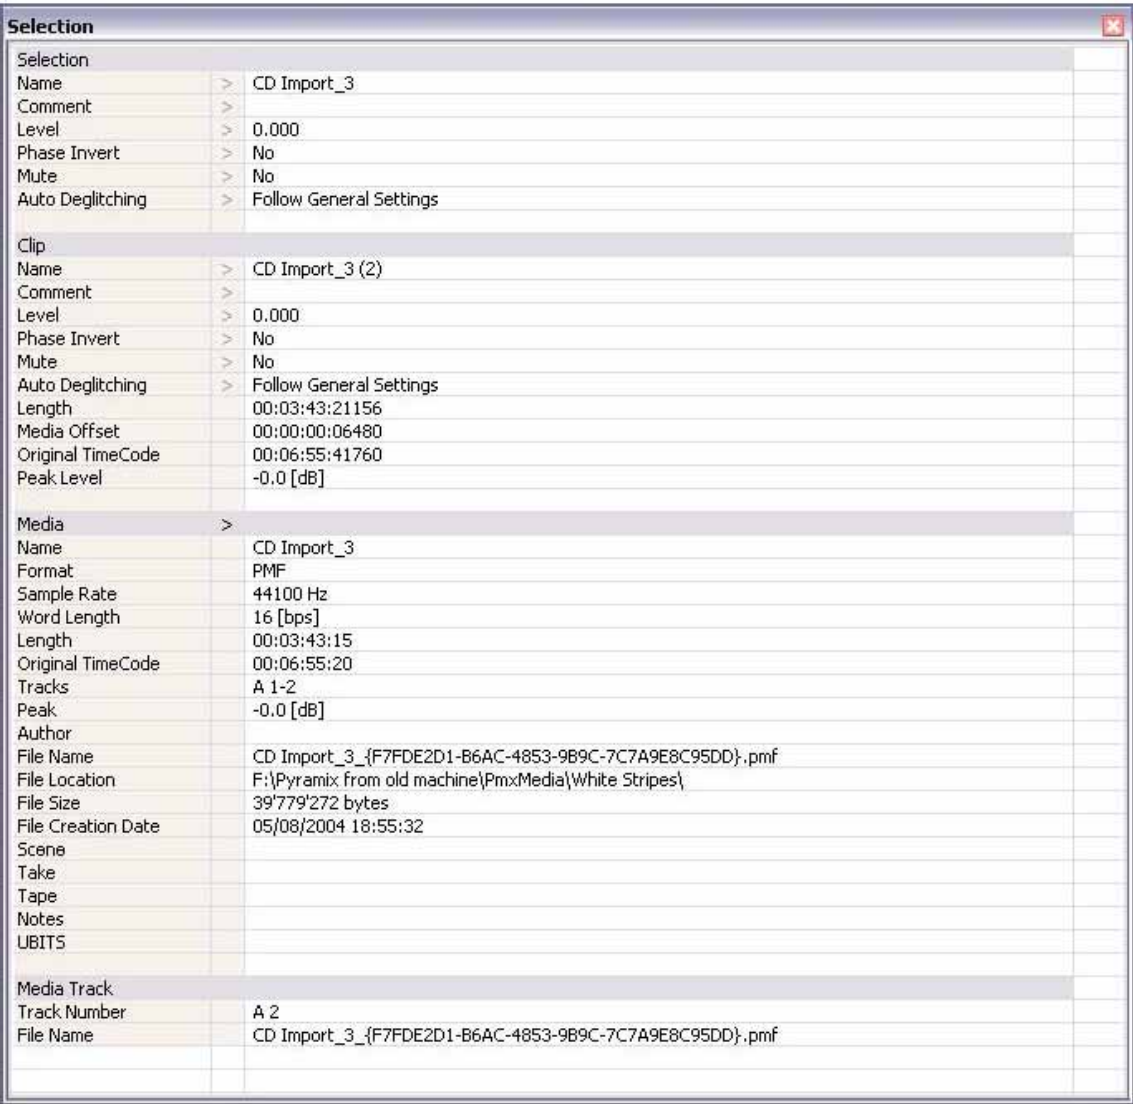 Selection
Selection
Name > CD Import_3
Comment >
Level > 0.000
Phase Invert > No
Mute > No
Auto Deglitching > Follow General Settings
Clip
Name > CD Import_3 (2)
Comment >
Level > 0.000
Phase Invert > No
Mute > No
Auto Deglitching > Follow General Settings
Length 00:03:43:21156
Media Offset 00:00:00:06480
Original TimeCode 00:06:55:41760
Peak Level -0.0 [dB]
Media >
Name CD Import_3
Format PMF
Sample Rate 44100 Hz
Word Length 16 [bps]
Length 00:03:43:15
Original TimeCode 00:06:55:20
Tracks A 1-2
Peak -0.0 [dB]
Author
File Name CD Import_3_{F7FDE2D1-B6AC-4853-9B9C-7C7A9E8C95DD}.pmf
File Location F:\Pyramix from old machine\PmxMedia\White Stripes\
File Size 39'779'272 bytes
File Creation Date 05/08/2004 18:55:32
Scene
Take
Tape
Notes
UBITS
Media Track
Track Number A 2
File Name CD Import_3_{F7FDE2D1-B6AC-4853-9B9C-7C7A9E8C95DD}.pmf